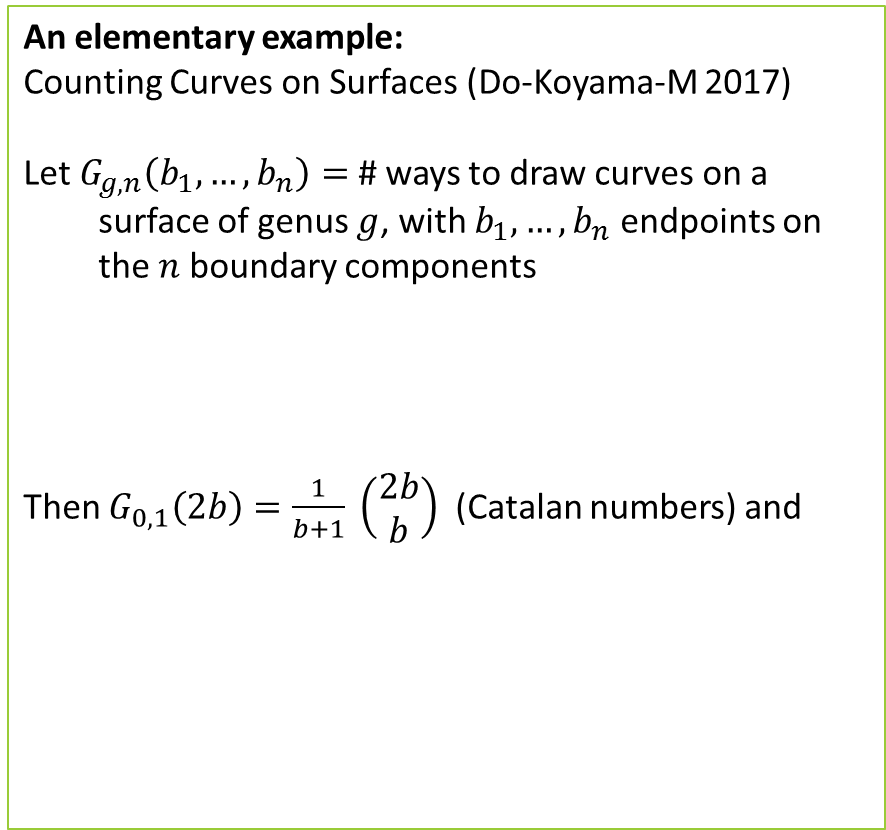 An elementary example:
Counting Curves on Surfaces (Do-Koyama-M 2017)
Let $G_{g,n}(b_1, \ldots, b_n)$ = # ways to draw curves on a
surface of genus $g$, with $b_1, \ldots, b_n$ endpoints on
the $n$ boundary components
Then $G_{0,1}(2b) = \frac{1}{b+1} \binom{2b}{b}$ (Catalan numbers) and